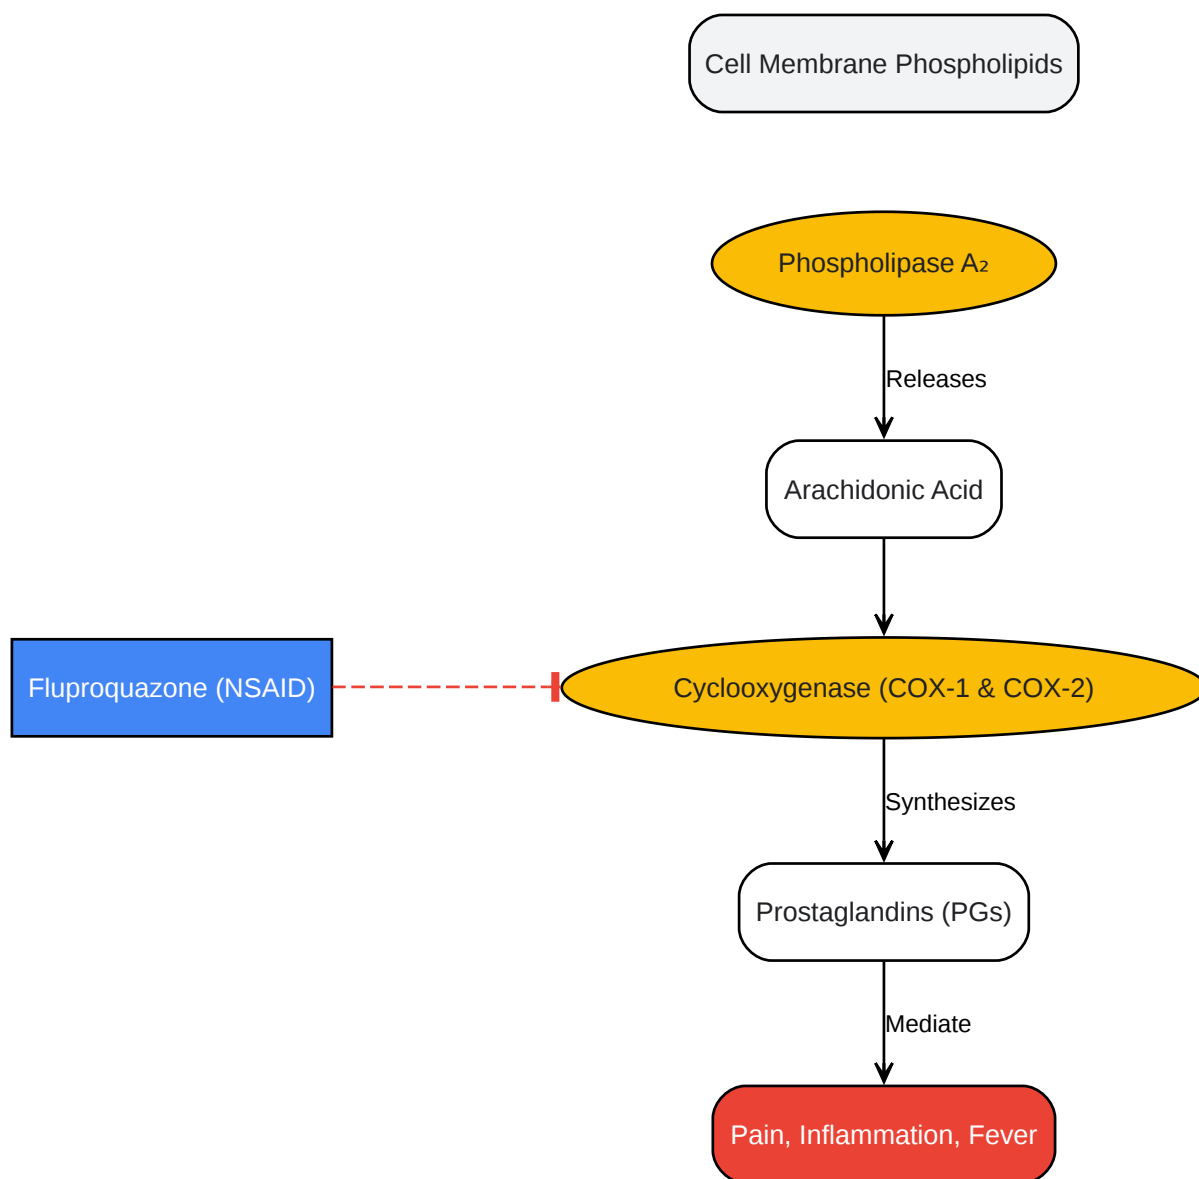 Cell Membrane Phospholipids
Phospholipase A₂
Releases
Arachidonic Acid
Fluproquazone (NSAID)
Cyclooxygenase (COX-1 & COX-2)
Synthesizes
Prostaglandins (PGs)
Mediate
Pain, Inflammation, Fever